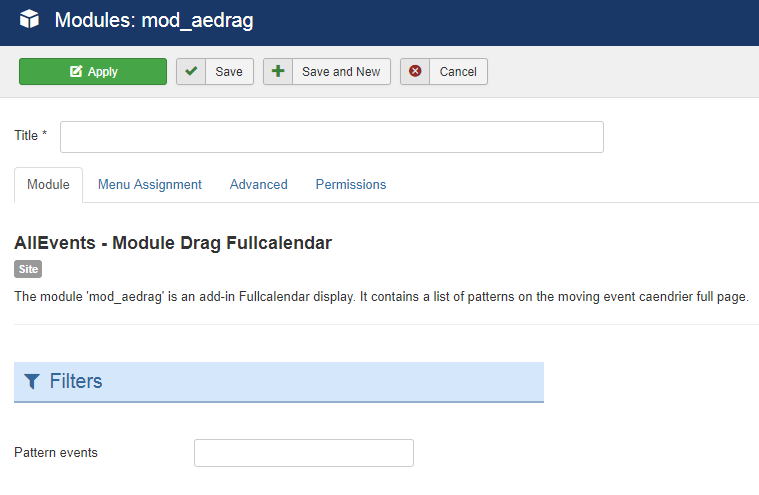 Modules: mod_aedrag
Apply Save Save and New Cancel
Title *
Module Menu Assignment Advanced Permissions
AllEvents - Module Drag Fullcalendar
Site
The module 'mod_aedrag' is an add-in Fullcalendar display. It contains a list of patterns on the moving event caendrier full page.
Filters
Pattern events